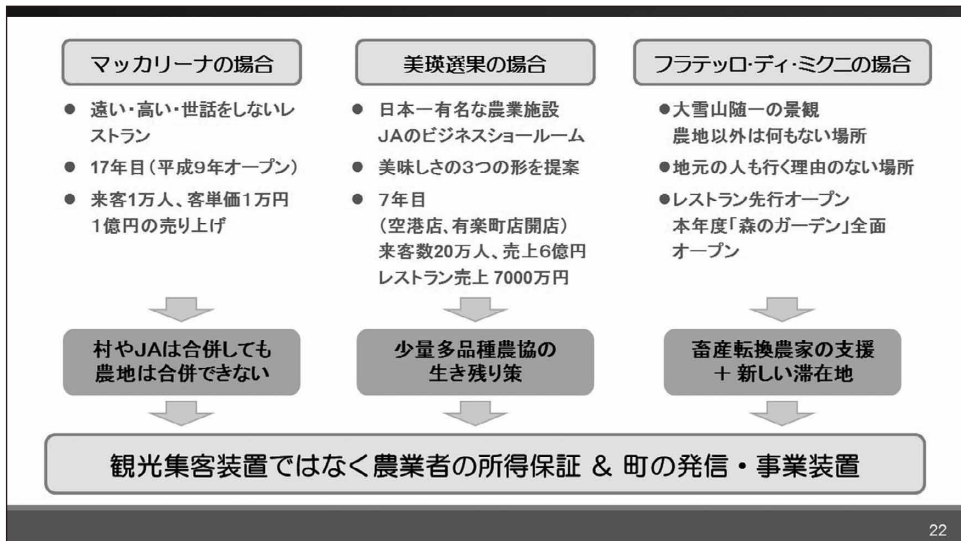 マッカリーナの場合
● 遠い・高い・世話をしないレ
ストラン
● 17年目(平成9年オープン)
● 来客1万人、客単価1万円
1億円の売り上げ
村やJAは合併しても
農地は合併できない
美瑛選果の場合
● 日本一有名な農業施設
JAのビジネスショールーム
● 美味しさの3つの形を提案
● 7年目
(空港店、有楽町店開店)
来客数20万人、売上6億円
レストラン売上 7000万円
少量多品種農協の
生き残り策
フラテッロ・ディ・ミクニの場合
●大雪山随一の景観
農地以外は何もない場所
●地元の人も行く理由のない場所
●レストラン先行オープン
本年度「森のガーデン」全面
オープン
畜産転換農家の支援
+ 新しい滞在地
観光集客装置ではなく農業者の所得保証 & 町の発信・事業装置
22